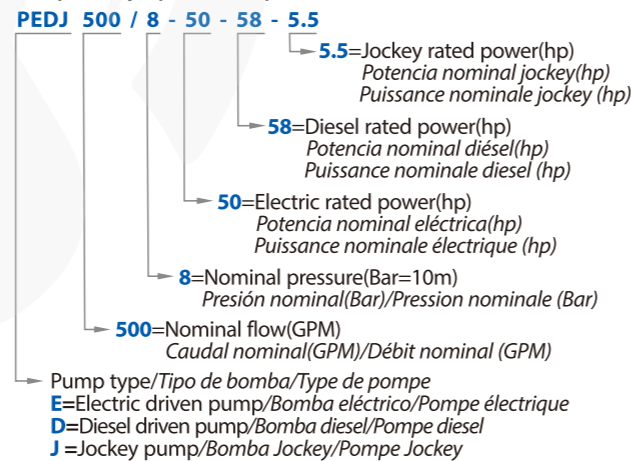 PEDJ 500 / 8 - 50 - 58 - 5.5
5.5=Jockey rated power(hp)
Potencia nominal jockey(hp)
Puissance nominale jockey (hp)
58=Diesel rated power(hp)
Potencia nominal diésel(hp)
Puissance nominale diesel (hp)
50=Electric rated power(hp)
Potencia nominal eléctrica(hp)
Puissance nominale électrique (hp)
8=Nominal pressure(Bar=10m)
Presión nominal(Bar)/Pression nominale (Bar)
500=Nominal flow(GPM)
Caudal nominal(GPM)/Débit nominal (GPM)
Pump type/Tipo de bomba/Type de pompe
E=Electric driven pump/Bomba eléctrico/Pompe électrique
D=Diesel driven pump/Bomba diesel/Pompe diesel
J =Jockey pump/Bomba Jockey/Pompe Jockey